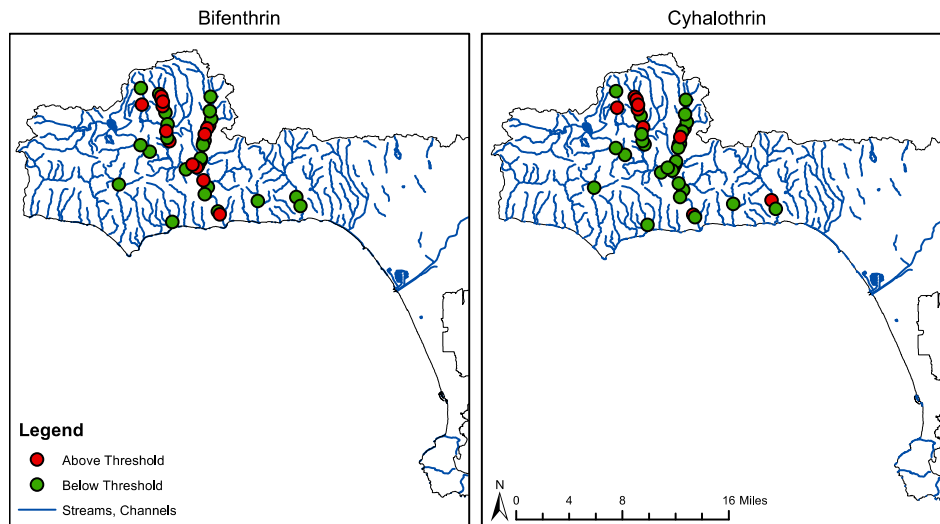 Bifenthrin
Cyhalothrin
Legend
Above Threshold
Below Threshold
Streams, Channels
N
0 4 8 16 Miles